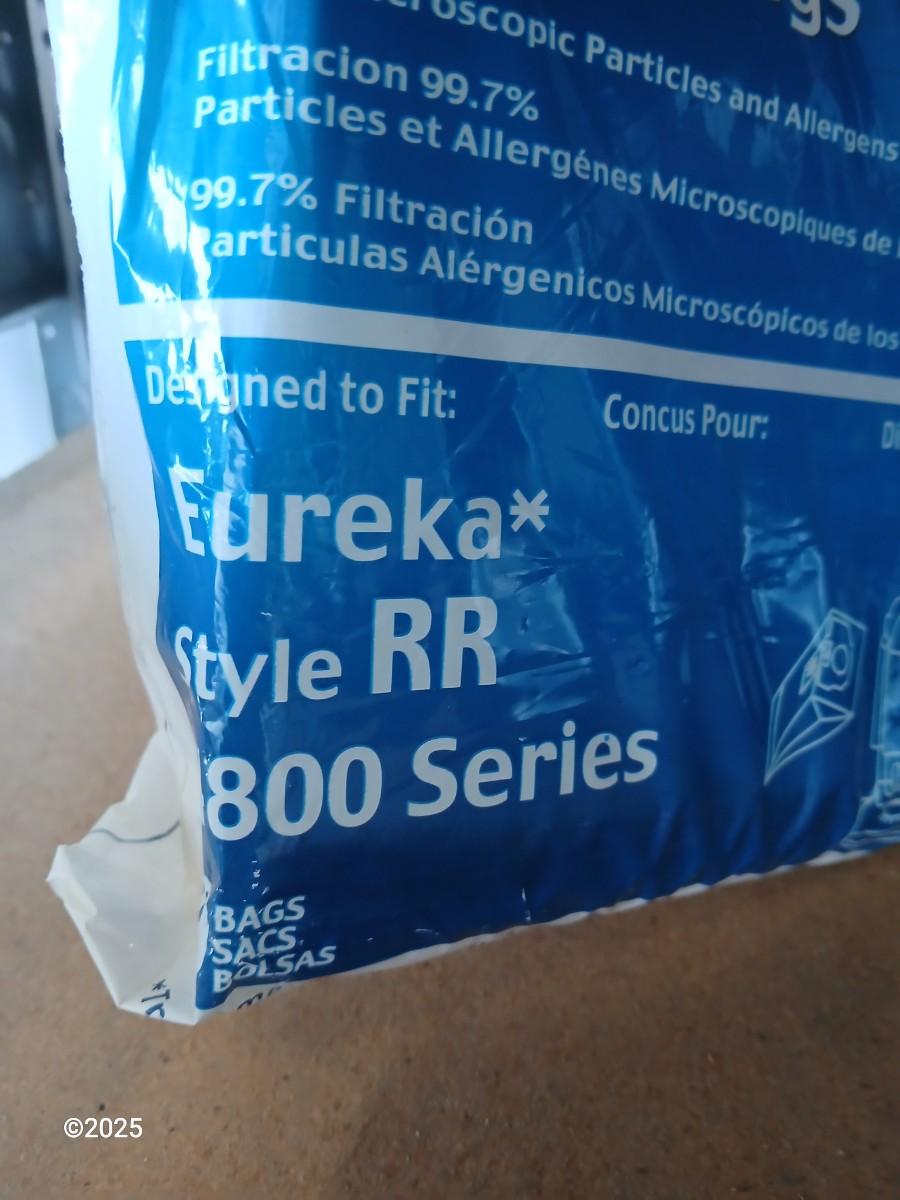 Particles and Allergens
Filtracion 99.7%
Particles et Allergénes Microscopiques de
99.7% Filtración
Particulas Alérgenicos Microscópicos de los
Designed to Fit:
Concus Pour:
Eureka*
Style RR
800 Series
BAGS
SACS
BOLSAS
©2025